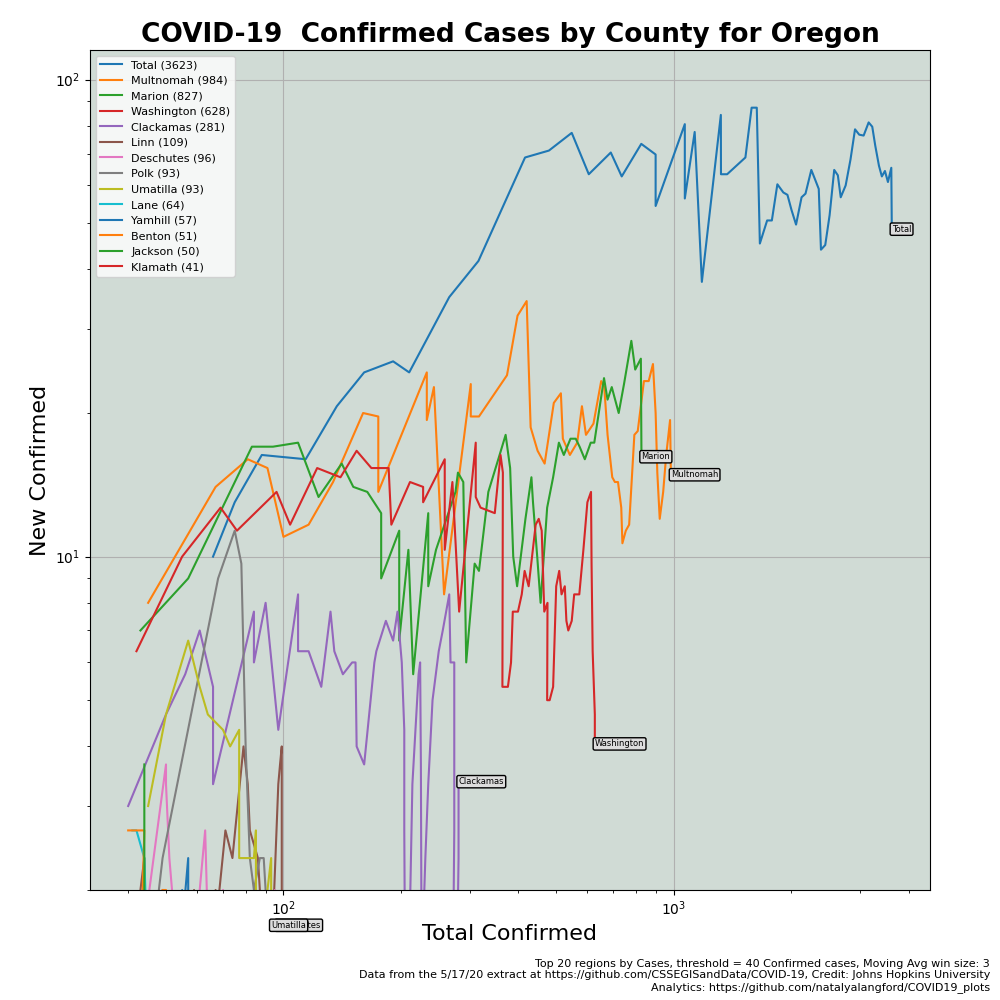 COVID-19  Confirmed Cases by County for Oregon
Total (3623)
Multnomah (984)
Marion (827)
Washington (628)
Clackamas (281)
Linn (109)
Deschutes (96)
Polk (93)
Umatilla (93)
Lane (64)
Yamhill (57)
Benton (51)
Jackson (50)
Klamath (41)
10²
10¹
New Confirmed
Total
Marion
Multnomah
Washington
Clackamas
10²
10³
Umatilla
Total Confirmed
Top 20 regions by Cases, threshold = 40 Confirmed cases, Moving Avg win size: 3
Data from the 5/17/20 extract at https://github.com/CSSEGISandData/COVID-19, Credit: Johns Hopkins University
Analytics: https://github.com/natalyalangford/COVID19_plots